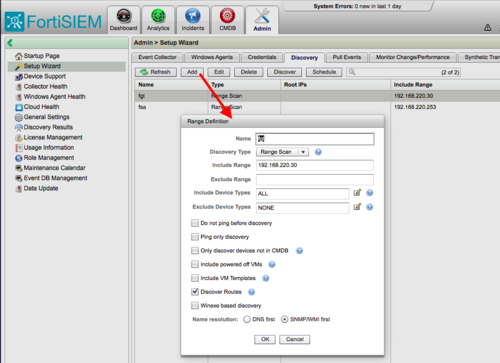 FortiSIEM
Dashboard Analytics Incidents CMDB Admin
System Errors: 0 new in last 1 day
Admin > Setup Wizard
Event Collector Windows Agents Credentials Discovery Pull Events Monitor Change/Performance Synthetic Tran
Refresh Add Edit Delete Discover Schedule (2 of 2)
Name Type Root IPs Include Range
fgt Range Scan 192.168.220.30
fsa Range Scan 192.168.220.253
Startup Page
Setup Wizard
Device Support
Collector Health
Windows Agent Health
Cloud Health
General Settings
Discovery Results
License Management
Usage Information
Role Management
Maintenance Calendar
Event DB Management
Data Update
Range Definition
Name
Discovery Type Range Scan
Include Range 192.168.220.30
Exclude Range
Include Device Types ALL
Exclude Device Types NONE
Do not ping before discovery
Ping only discovery
Only discover devices not in CMDB
Include powered off VMs
Include VM Templates
Discover Routes
Winexe based discovery
Name resolution: DNS first SNMP/WMI first
OK Cancel